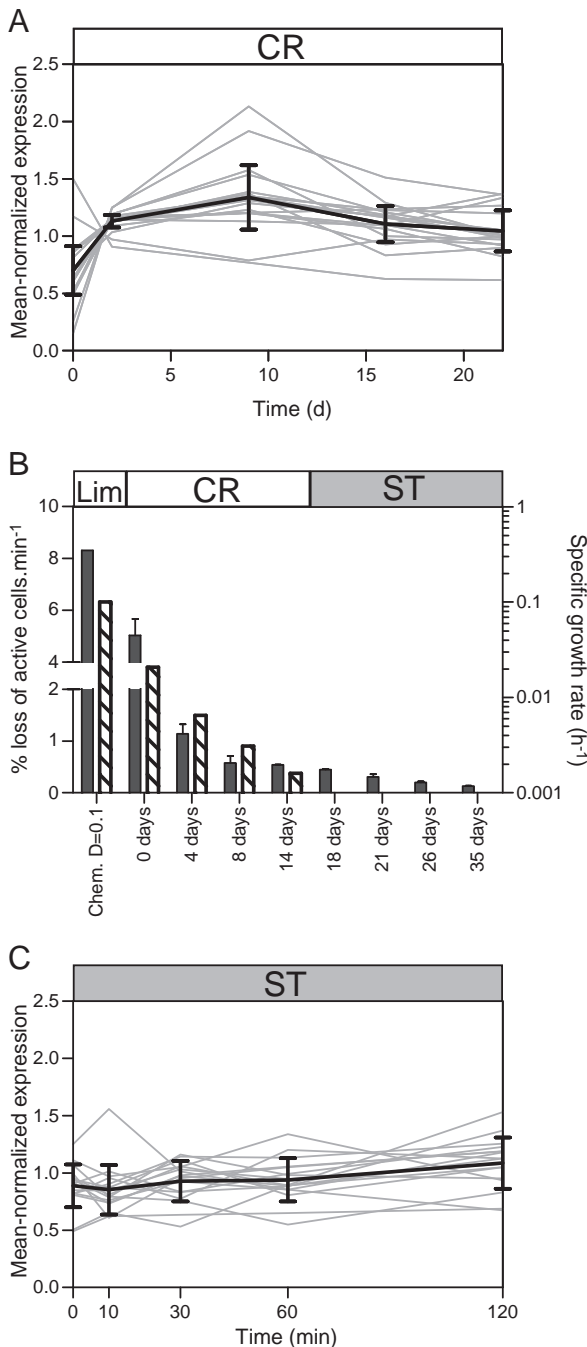 A
CR
Mean-normalized expression
2.5
2.0
1.5
1.0
0.5
0.0
0 5 10 15 20
Time (d)
B
Lim CR ST
% loss of active cells.min⁻¹
10
8
6
4
2
1
0
1
0.1
0.01
0.001
Specific growth rate (h⁻¹)
Chem. D=0.1
0 days
4 days
8 days
14 days
18 days
21 days
26 days
35 days
C
ST
Mean-normalized expression
2.5
2.0
1.5
1.0
0.5
0.0
0 10 30 60 120
Time (min)